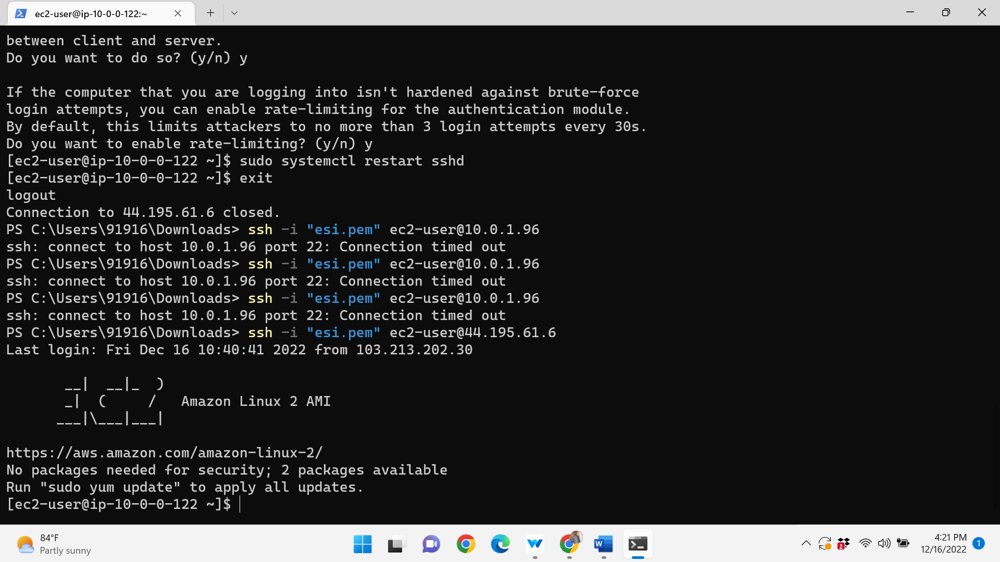 ec2-user@ip-10-0-0-122:~
between client and server.
Do you want to do so? (y/n) y
If the computer that you are logging into isn't hardened against brute-force
login attempts, you can enable rate-limiting for the authentication module.
By default, this limits attackers to no more than 3 login attempts every 30s.
Do you want to enable rate-limiting? (y/n) y
[ec2-user@ip-10-0-0-122 ~]$ sudo systemctl restart sshd
[ec2-user@ip-10-0-0-122 ~]$ exit
logout
Connection to 44.195.61.6 closed.
PS C:\Users\91916\Downloads> ssh -i "esi.pem" ec2-user@10.0.1.96
ssh: connect to host 10.0.1.96 port 22: Connection timed out
PS C:\Users\91916\Downloads> ssh -i "esi.pem" ec2-user@10.0.1.96
ssh: connect to host 10.0.1.96 port 22: Connection timed out
PS C:\Users\91916\Downloads> ssh -i "esi.pem" ec2-user@10.0.1.96
ssh: connect to host 10.0.1.96 port 22: Connection timed out
PS C:\Users\91916\Downloads> ssh -i "esi.pem" ec2-user@44.195.61.6
Last login: Fri Dec 16 10:40:41 2022 from 103.213.202.30
       __|  __|_  )
       _|  (     /   Amazon Linux 2 AMI
      ___|\___|___|
https://aws.amazon.com/amazon-linux-2/
No packages needed for security; 2 packages available
Run "sudo yum update" to apply all updates.
[ec2-user@ip-10-0-0-122 ~]$
84°F
Partly sunny
W
2
4:21 PM
12/16/2022
1